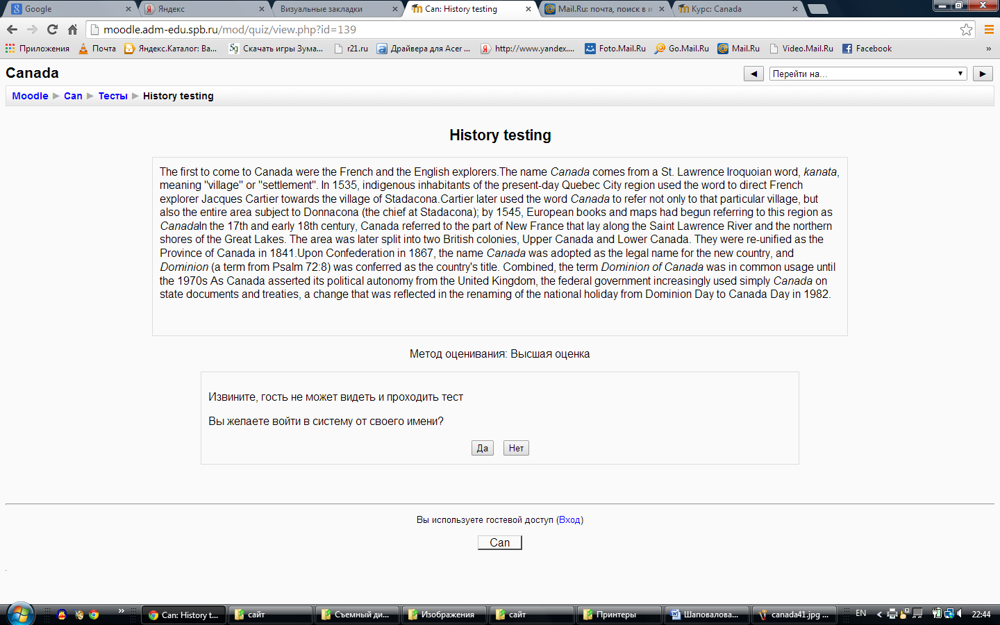 Google
Яндекс
Визуальные закладки
Can: History testing
Mail.Ru: почта, поиск в и
Курс: Canada
moodle.adm-edu.spb.ru/mod/quiz/view.php?id=139
Приложения
Почта
Яндекс.Каталог: Ва...
Скачать игры Зума...
r21.ru
Драйвера для Acer ...
http://www.yandex....
Foto.Mail.Ru
Go.Mail.Ru
Mail.Ru
Video.Mail.Ru
Facebook
»
Canada
◄ Перейти на... ►
Moodle ► Can ► Тесты ► History testing
History testing
The first to come to Canada were the French and the English explorers.The name Canada comes from a St. Lawrence Iroquoian word, kanata,
meaning "village" or "settlement". In 1535, indigenous inhabitants of the present-day Quebec City region used the word to direct French
explorer Jacques Cartier towards the village of Stadacona.Cartier later used the word Canada to refer not only to that particular village, but
also the entire area subject to Donnacona (the chief at Stadacona); by 1545, European books and maps had begun referring to this region as
CanadaIn the 17th and early 18th century, Canada referred to the part of New France that lay along the Saint Lawrence River and the northern
shores of the Great Lakes. The area was later split into two British colonies, Upper Canada and Lower Canada. They were re-unified as the
Province of Canada in 1841.Upon Confederation in 1867, the name Canada was adopted as the legal name for the new country, and
Dominion (a term from Psalm 72:8) was conferred as the country's title. Combined, the term Dominion of Canada was in common usage until
the 1970s As Canada asserted its political autonomy from the United Kingdom, the federal government increasingly used simply Canada on
state documents and treaties, a change that was reflected in the renaming of the national holiday from Dominion Day to Canada Day in 1982.
Метод оценивания: Высшая оценка
Извините, гость не может видеть и проходить тест
Вы желаете войти в систему от своего имени?
Да Нет
Вы используете гостевой доступ (Вход)
Can
.
»
Can: History t...
сайт
Съемный ди...
Изображения
сайт
Принтеры
Шаповалова...
canada41.jpg ...
EN
22:44